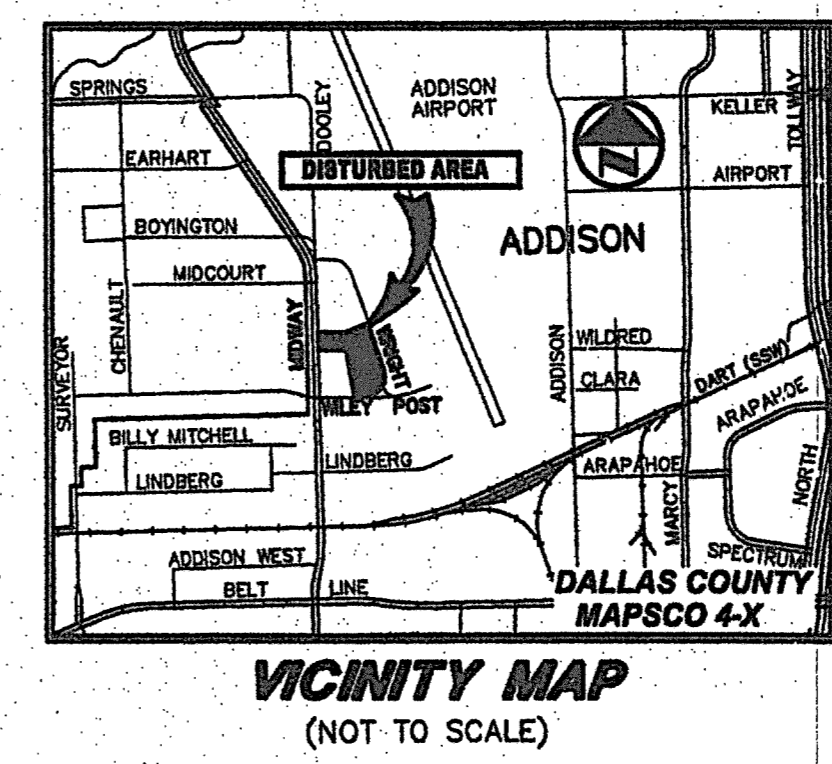 SPRINGS
DOOLEY
ADDISON
AIRPORT
KELLER
TOLLWAY
EARHART
DISTURBED AREA
N
AIRPORT
BOYINGTON
ADDISON
MIDCOURT
CHENAULT
MIDWAY
WRIGHT
ADDISON
WILDRED
CLARA
DART (SSW)
SURVEYOR
WILEY POST
ARAPAHOE
BILLY MITCHELL
LINDBERG
LINDBERG
ARAPAHOE
MARCY
NORTH
ADDISON WEST
SPECTRUM
BELT LINE
DALLAS COUNTY
MAPSCO 4-X
VICINITY MAP
(NOT TO SCALE)